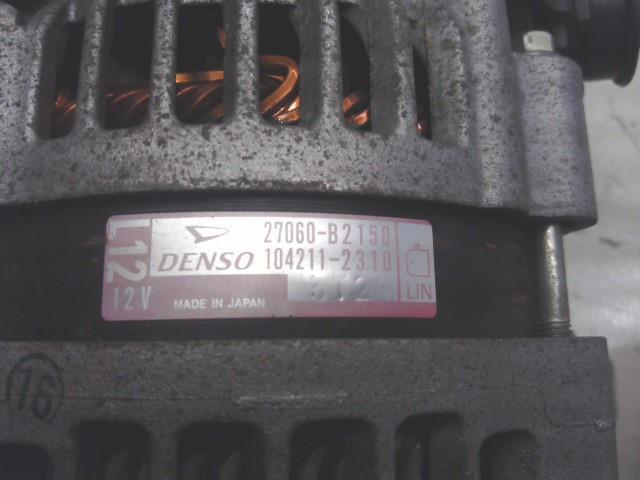 L12
27060-B2150
DENSO 104211-2310
12V MADE IN JAPAN
LIN
16